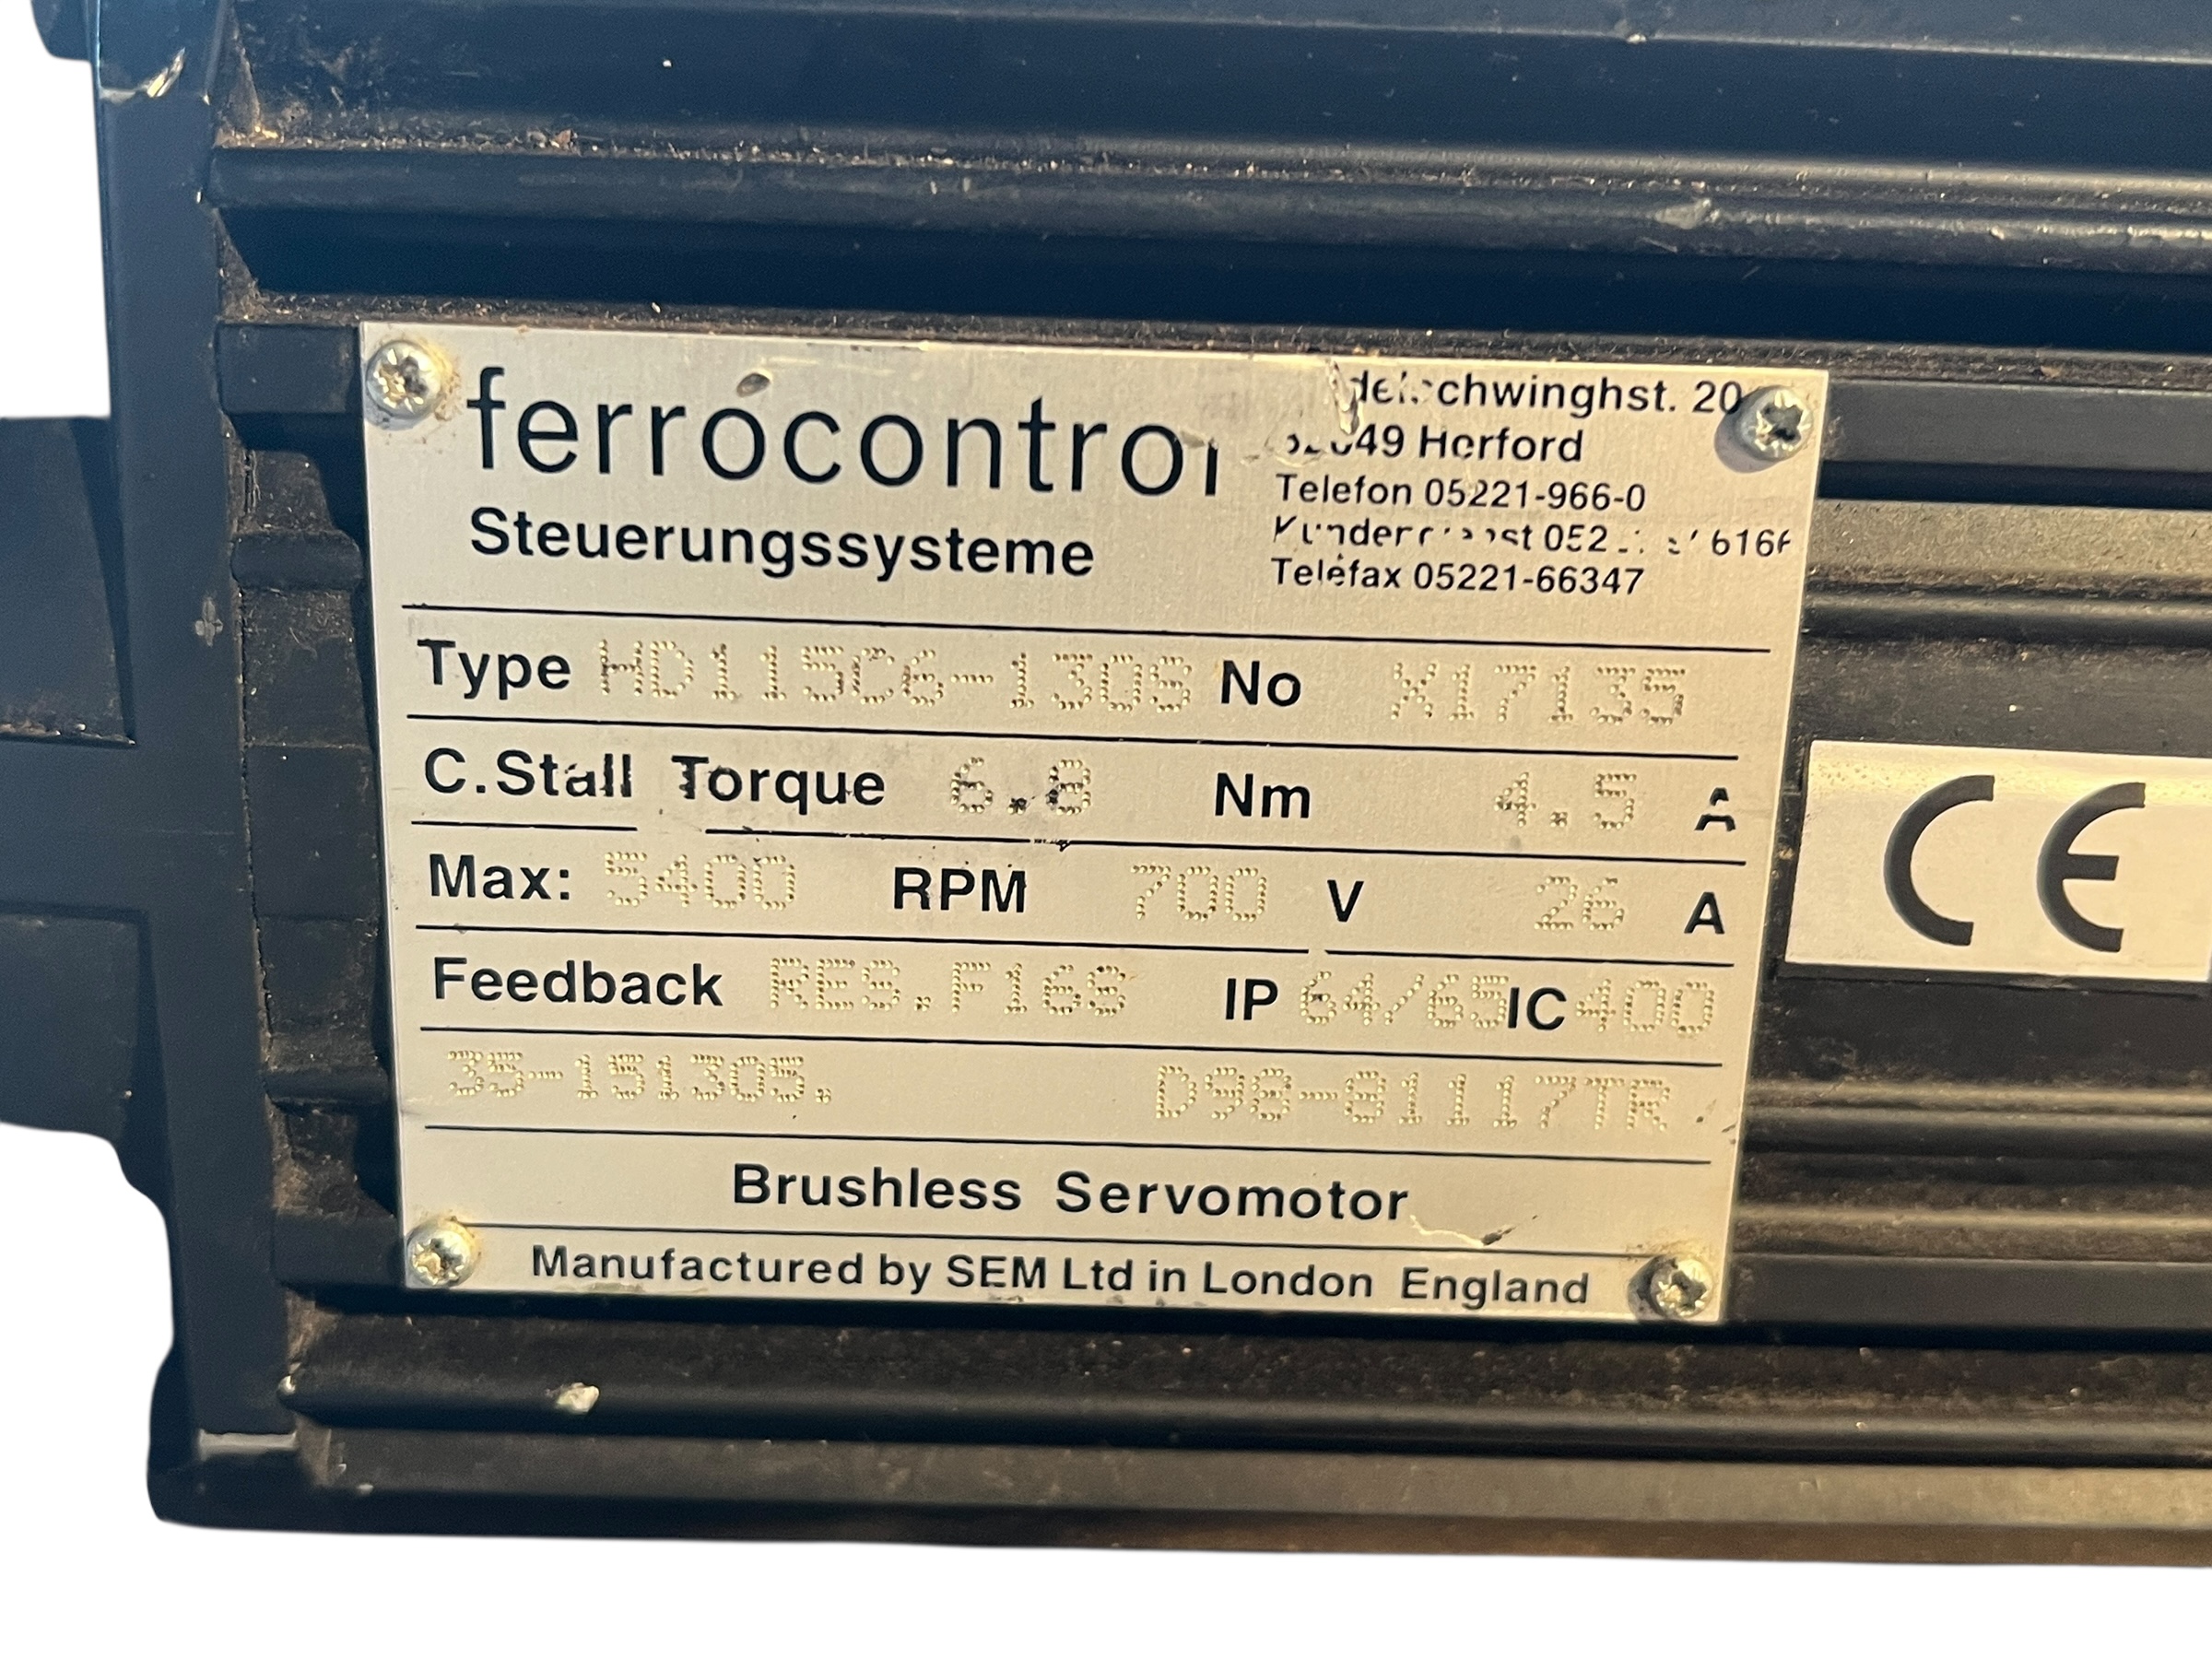 ferrocontrol
Steuerungssysteme
20
Herford
Telefon 05221-966-0
Telefax 05221-66347
Type HD115C6-130S No X17135
C.Stall Torque 6.8 Nm 4.5 A
Max: 5400 RPM 700 V 26 A
Feedback RES.F16S IP 64/65 IC 400
35-151305. D98-81117TR
Brushless Servomotor
Manufactured by SEM Ltd in London England
CE